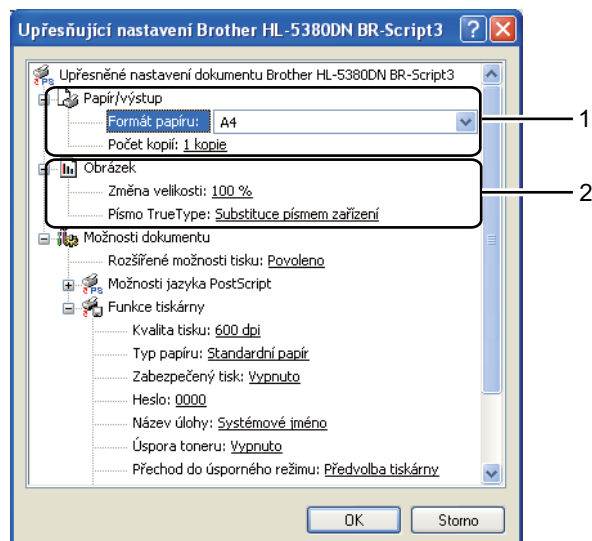 Upřesňující nastavení Brother HL-5380DN BR-Script3
Upřesněné nastavení dokumentu Brother HL-5380DN BR-Script3
Papír/výstup
Formát papíru: A4
1
Počet kopií: 1 kopie
Obrázek
Změna velikosti: 100 %
2
Písmo TrueType: Substituce písmem zařízení
Možnosti dokumentu
Rozšířené možnosti tisku: Povoleno
Možnosti jazyka PostScript
Funkce tiskárny
Kvalita tisku: 600 dpi
Typ papíru: Standardní papír
Zabezpečený tisk: Vypnuto
Heslo: 0000
Název úlohy: Systémové jméno
Úspora toneru: Vypnuto
Přechod do úsporného režimu: Předvolba tiskárny
OK Storno